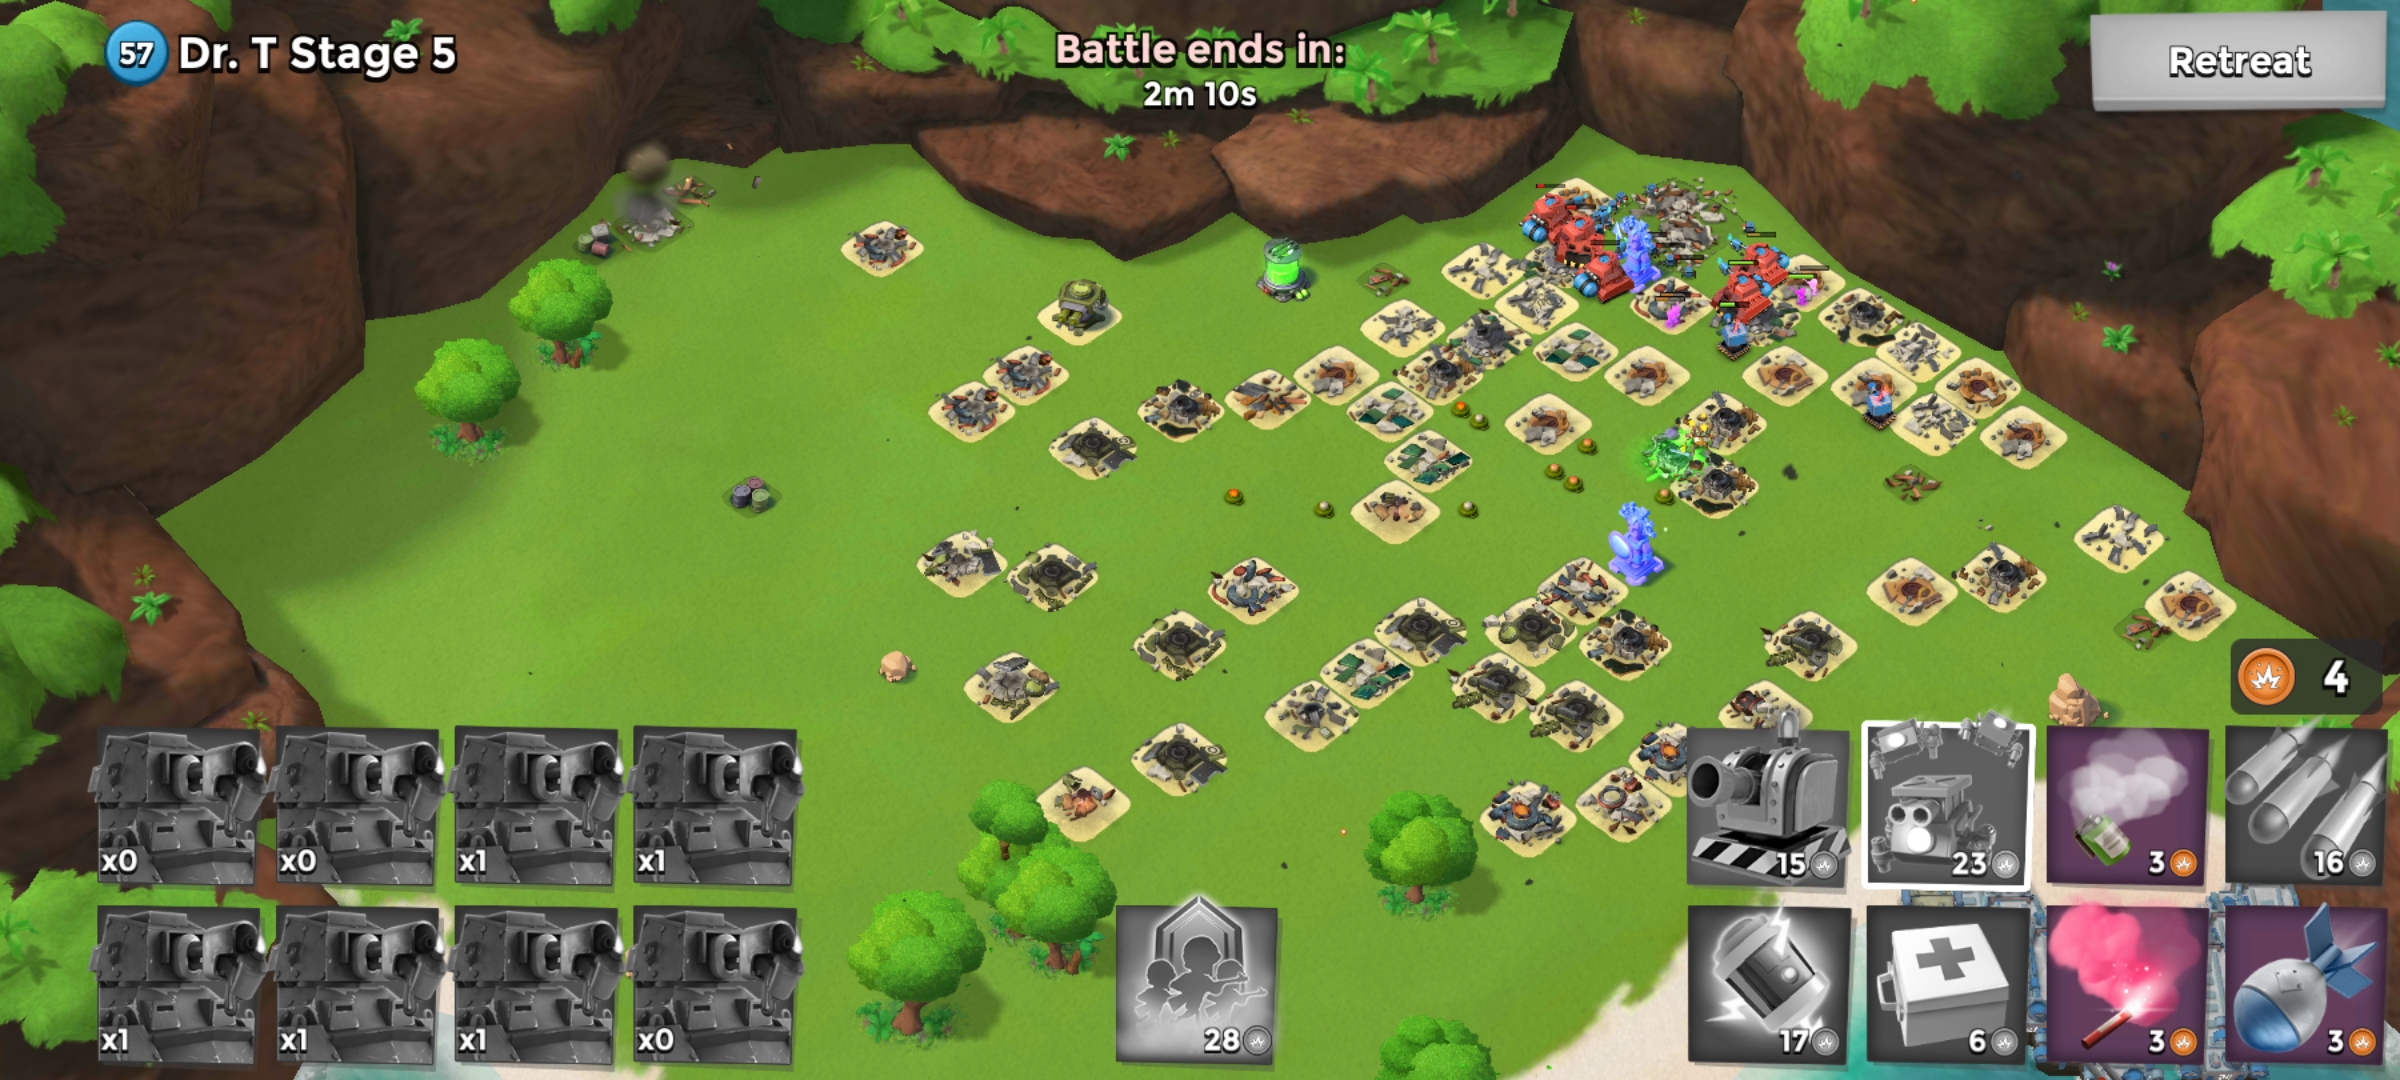 57 Dr. T Stage 5
Battle ends in:
2m 10s
Retreat
4
x0
x0
x1
x1
15
23
3
16
x1
x1
x1
x0
28
17
6
3
3